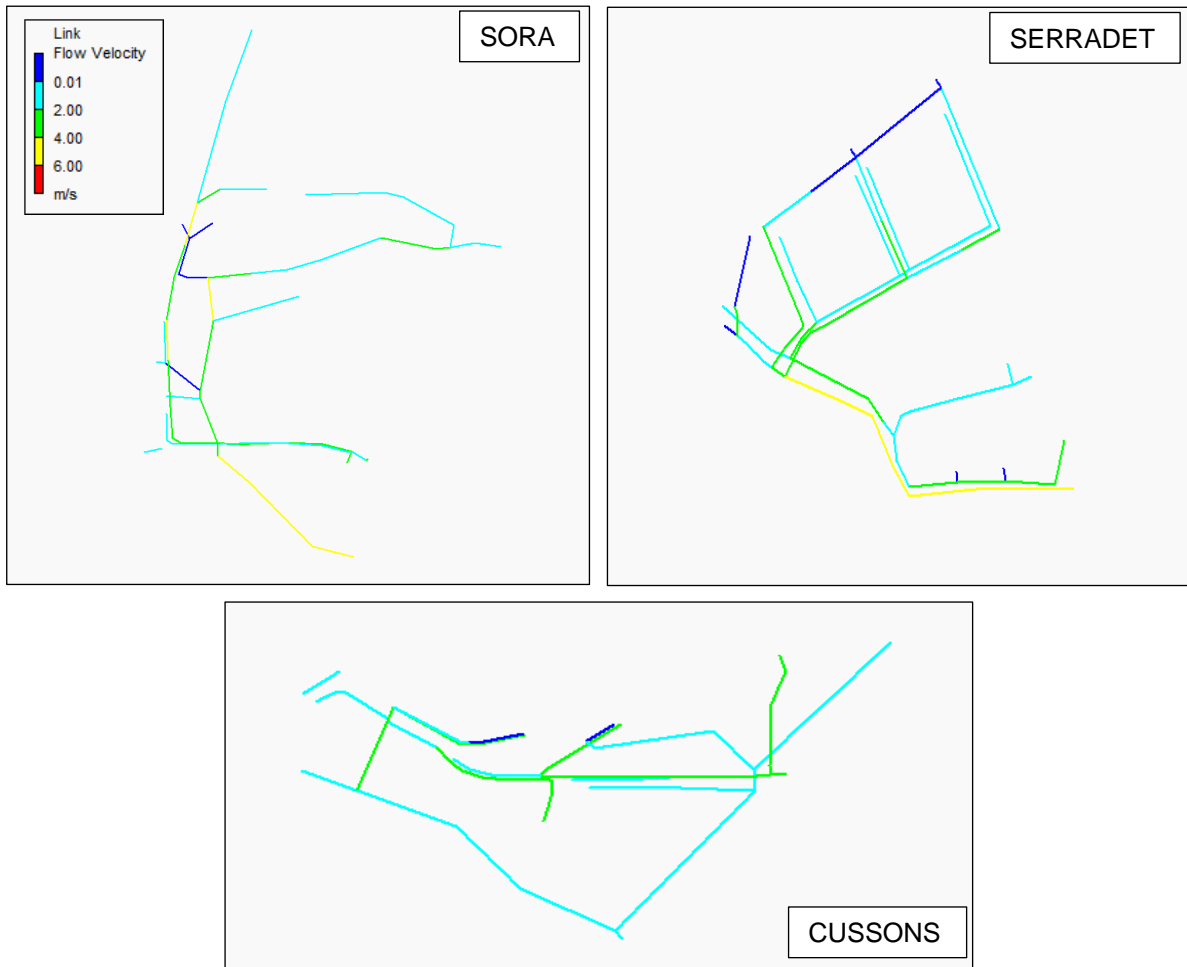 Link
Flow Velocity
0.01
2.00
4.00
6.00
m/s
SORA
SERRADET
CUSSONS